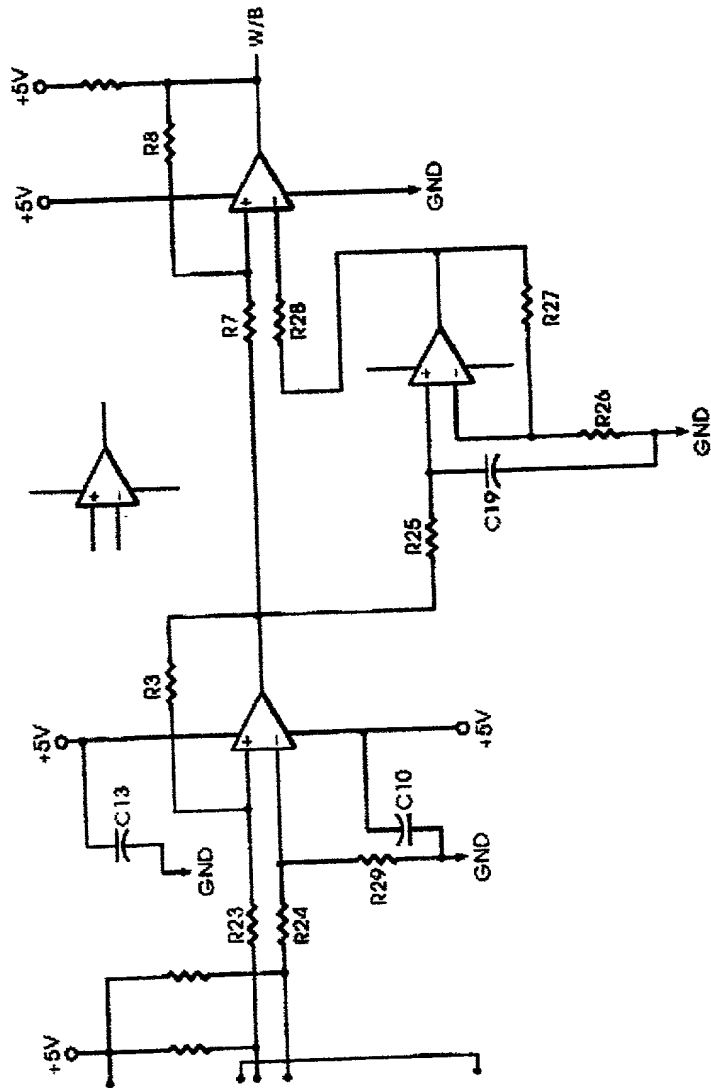 +5V
+5V
R8
W/B
+
−
GND
R7
R28
+
−
R27
R26
GND
C19
R25
+
−
R3
+5V
+
−
+5V
C13
GND
C10
R29
GND
R23
R24
+5V